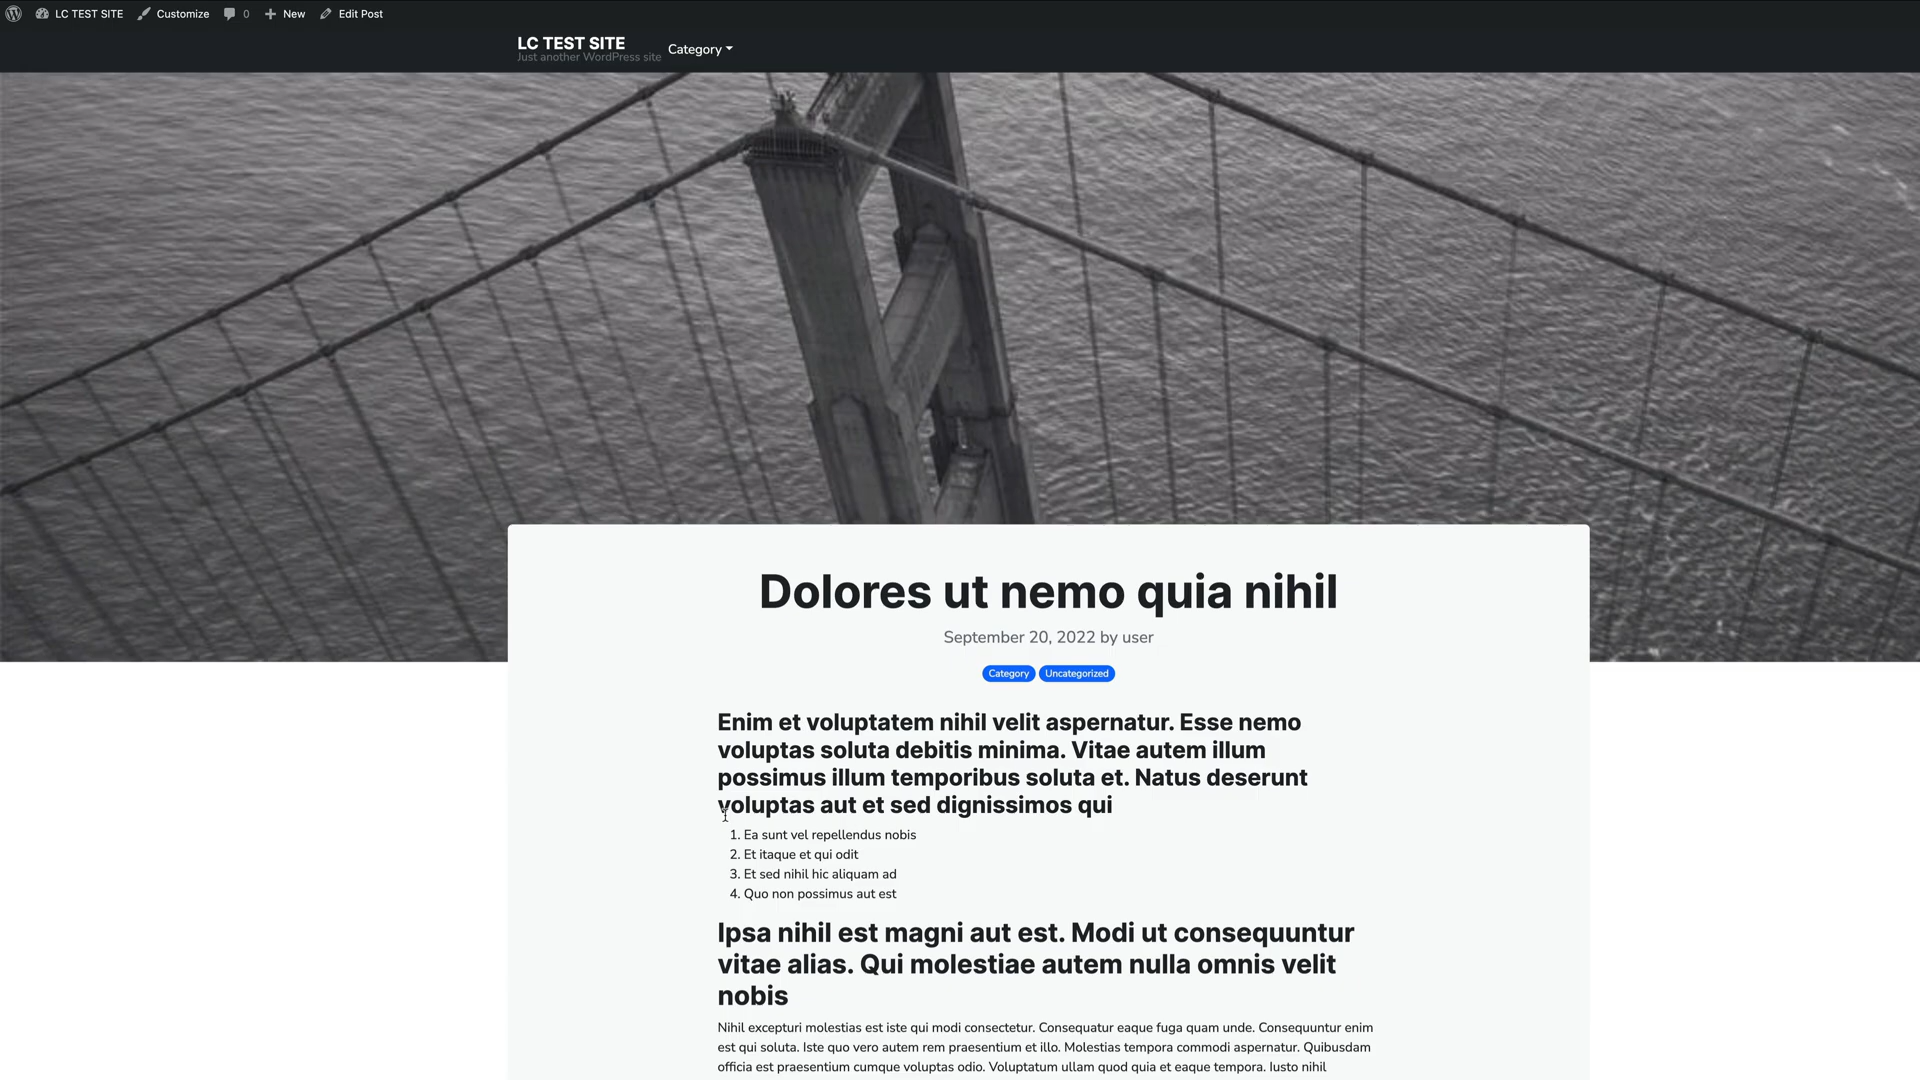 LC TEST SITE Customize 0 New Edit Post
LC TEST SITE
Just another WordPress site
Category
Dolores ut nemo quia nihil
September 20, 2022 by user
Category Uncategorized
Enim et voluptatem nihil velit aspernatur. Esse nemo
voluptas soluta debitis minima. Vitae autem illum
possimus illum temporibus soluta et. Natus deserunt
voluptas aut et sed dignissimos qui
1. Ea sunt vel repellendus nobis
2. Et itaque et qui odit
3. Et sed nihil hic aliquam ad
4. Quo non possimus aut est
Ipsa nihil est magni aut est. Modi ut consequuntur
vitae alias. Qui molestiae autem nulla omnis velit
nobis
Nihil excepturi molestias est iste qui modi consectetur. Consequatur eaque fuga quam unde. Consequuntur enim
est qui soluta. Iste quo vero autem rem praesentium et illo. Molestias tempora commodi aspernatur. Quibusdam
officia est praesentium cumque voluptas odio. Voluptatum ullam quod quia et eaque tempora. Iusto nihil